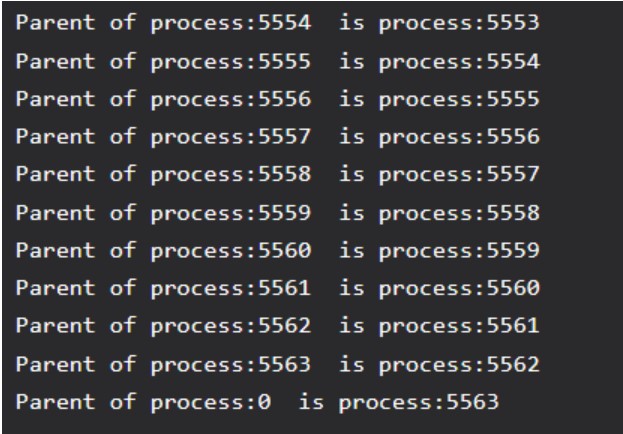 Parent of process:5554  is process:5553
Parent of process:5555  is process:5554
Parent of process:5556  is process:5555
Parent of process:5557  is process:5556
Parent of process:5558  is process:5557
Parent of process:5559  is process:5558
Parent of process:5560  is process:5559
Parent of process:5561  is process:5560
Parent of process:5562  is process:5561
Parent of process:5563  is process:5562
Parent of process:0  is process:5563